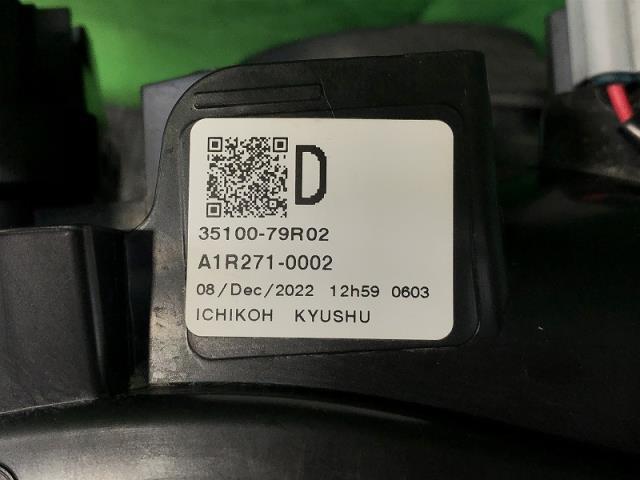 D
35100-79R02
A1R271-0002
08/Dec/2022 12h59 0603
ICHIKOH KYUSHU